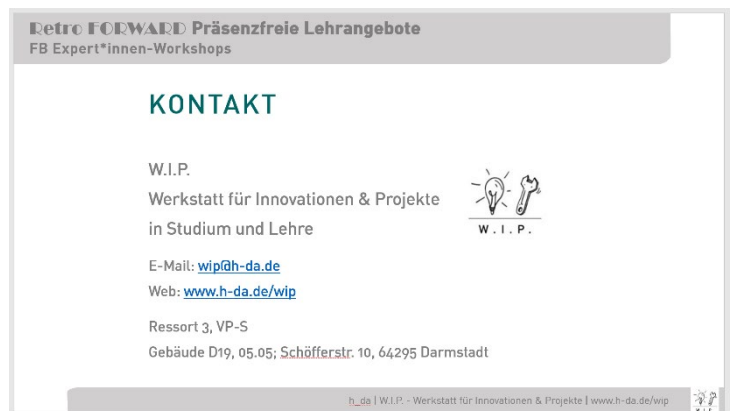 Retro FORWARD Präsenzfreie Lehrangebote
FB Expert*innen-Workshops
KONTAKT
W.I.P.
Werkstatt für Innovationen & Projekte
in Studium und Lehre
W.I.P.
E-Mail: wip@h-da.de
Web: www.h-da.de/wip
Ressort 3, VP-S
Gebäude D19, 05.05; Schöfferstr. 10, 64295 Darmstadt
h_da | W.I.P. - Werkstatt für Innovationen & Projekte | www.h-da.de/wip